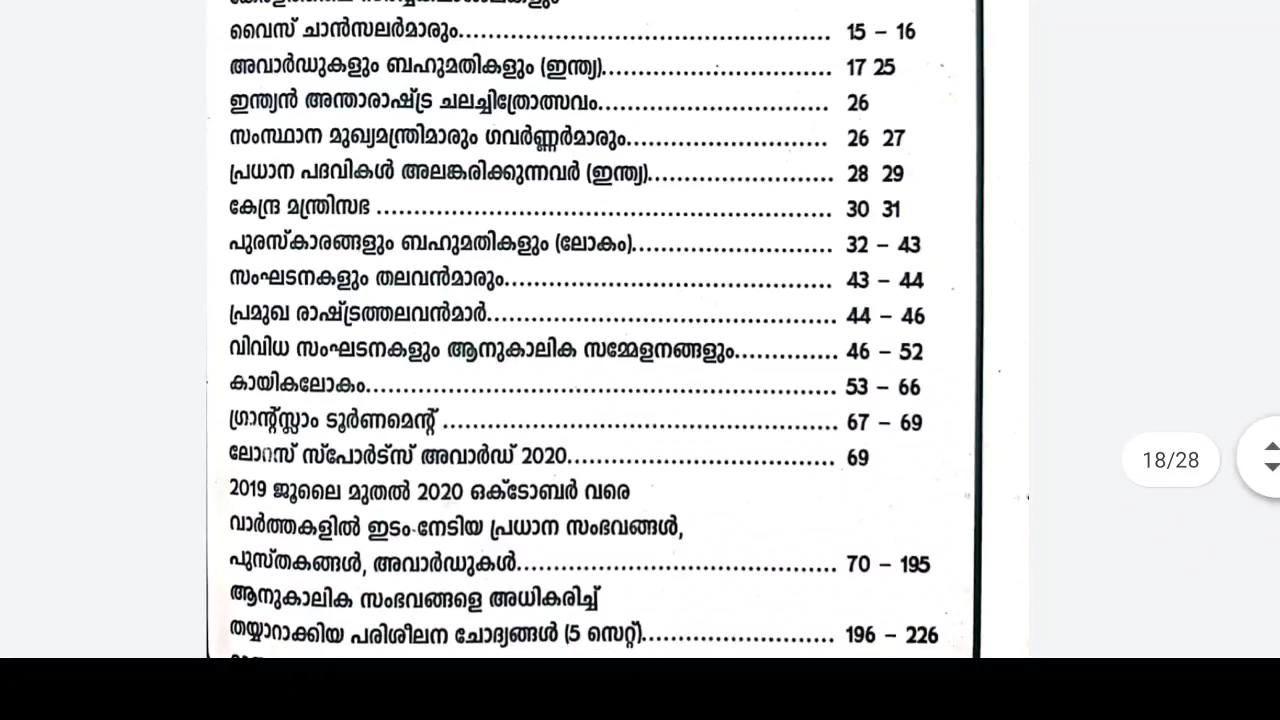 വൈസ് ചാൻസലർമാരും........................................................ 15 – 16
അവാർഡുകളും ബഹുമതികളും (ഇന്ത്യ)................................... 17 25
ഇന്ത്യൻ അന്താരാഷ്ട്ര ചലച്ചിത്രോത്സവം................................... 26
സംസ്ഥാന മുഖ്യമന്ത്രിമാരും ഗവർണ്ണർമാരും.............................. 26 27
പ്രധാന പദവികൾ അലങ്കരിക്കുന്നവർ (ഇന്ത്യ)............................ 28 29
കേന്ദ്ര മന്ത്രിസഭ .................................................................... 30 31
പുരസ്കാരങ്ങളും ബഹുമതികളും (ലോകം).............................. 32 – 43
സംഘടനകളും തലവൻമാരും................................................. 43 – 44
പ്രമുഖ രാഷ്ട്രത്തലവൻമാർ.................................................... 44 – 46
വിവിധ സംഘടനകളും ആനുകാലിക സമ്മേളനങ്ങളും............... 46 – 52
കായികലോകം...................................................................... 53 – 66
ഗ്രാന്റ്സ്ലാം ടൂർണമെന്റ് ........................................................... 67 – 69
ലോറസ് സ്പോർട്സ് അവാർഡ് 2020........................................ 69
2019 ജൂലൈ മുതൽ 2020 ഒക്ടോബർ വരെ
വാർത്തകളിൽ ഇടം നേടിയ പ്രധാന സംഭവങ്ങൾ,
പുസ്തകങ്ങൾ, അവാർഡുകൾ................................................ 70 – 195
ആനുകാലിക സംഭവങ്ങളെ അധികരിച്ച്
തയ്യാറാക്കിയ പരിശീലന ചോദ്യങ്ങൾ (5 സെറ്റ്)............................. 196 – 226
18/28